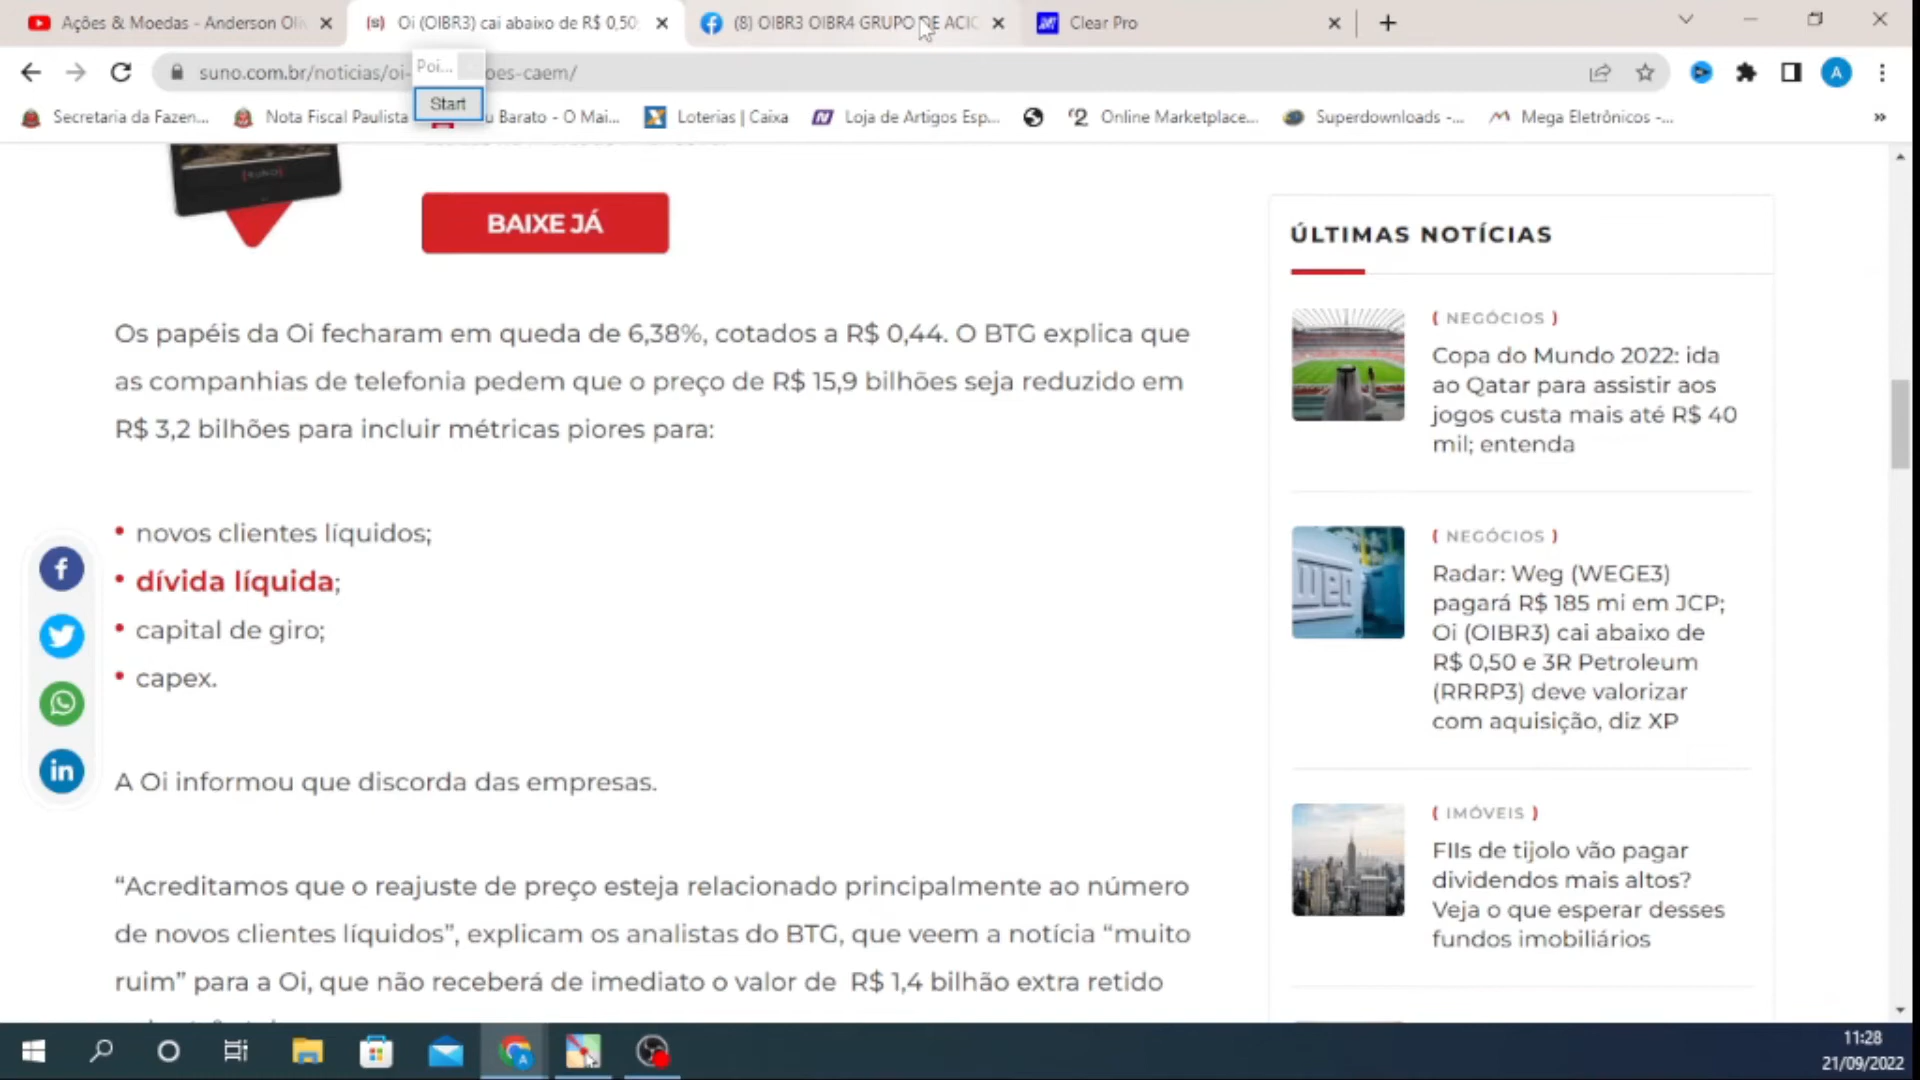 Ações & Moedas - Anderson Oli
Oi (OIBR3) cai abaixo de R$ 0,50
(8) OIBR3 OIBR4 GRUPO DE ACIO
Clear Pro
suno.com.br/noticias/oi-
oes-caem/
Poi...
Start
Secretaria da Fazen...
Nota Fiscal Paulista
u Barato - O Mai...
Loterias | Caixa
Loja de Artigos Esp...
Online Marketplace...
Superdownloads -...
Mega Eletrônicos -...
BAIXE JÁ
Os papéis da Oi fecharam em queda de 6,38%, cotados a R$ 0,44. O BTG explica que
as companhias de telefonia pedem que o preço de R$ 15,9 bilhões seja reduzido em
R$ 3,2 bilhões para incluir métricas piores para:
• novos clientes líquidos;
• dívida líquida;
• capital de giro;
• capex.
A Oi informou que discorda das empresas.
“Acreditamos que o reajuste de preço esteja relacionado principalmente ao número
de novos clientes líquidos”, explicam os analistas do BTG, que veem a notícia “muito
ruim” para a Oi, que não receberá de imediato o valor de R$ 1,4 bilhão extra retido
ÚLTIMAS NOTÍCIAS
( NEGÓCIOS )
Copa do Mundo 2022: ida
ao Qatar para assistir aos
jogos custa mais até R$ 40
mil; entenda
( NEGÓCIOS )
Radar: Weg (WEGE3)
pagará R$ 185 mi em JCP;
Oi (OIBR3) cai abaixo de
R$ 0,50 e 3R Petroleum
(RRRP3) deve valorizar
com aquisição, diz XP
( IMÓVEIS )
FIIs de tijolo vão pagar
dividendos mais altos?
Veja o que esperar desses
fundos imobiliários
11:28
21/09/2022